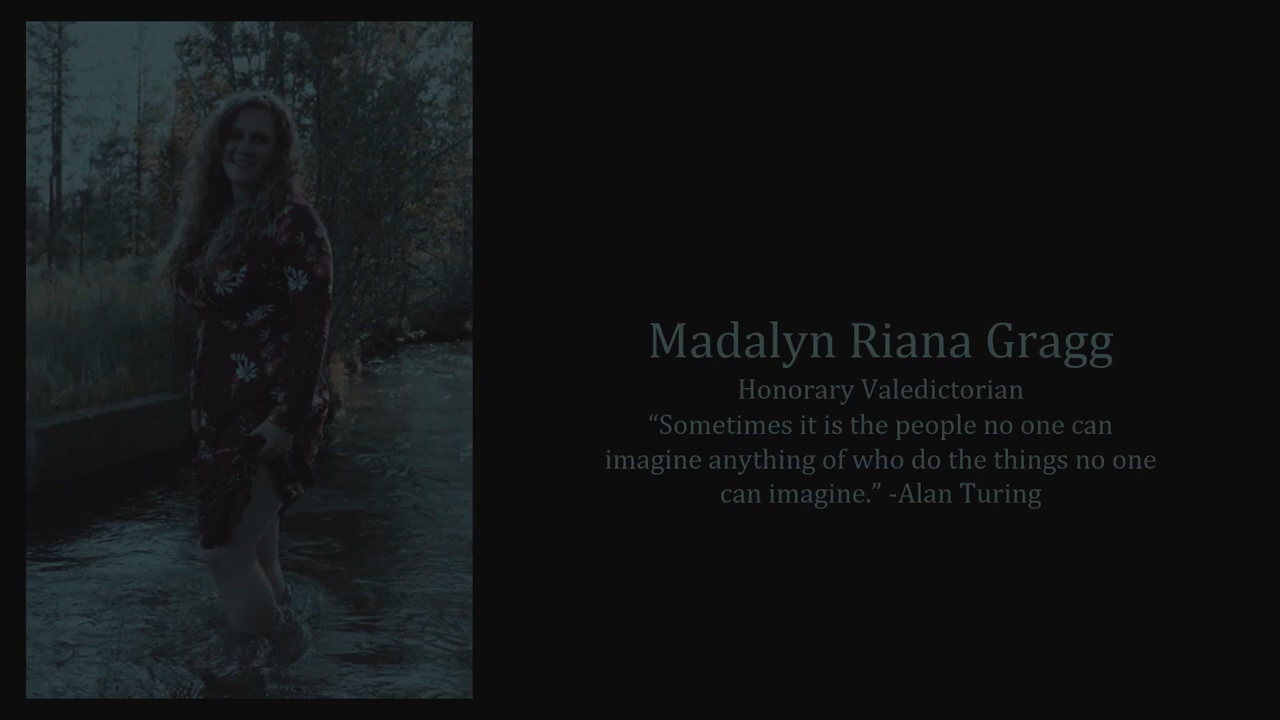 Madalyn Riana Gragg
Honorary Valedictorian
“Sometimes it is the people no one can
imagine anything of who do the things no one
can imagine.” -Alan Turing